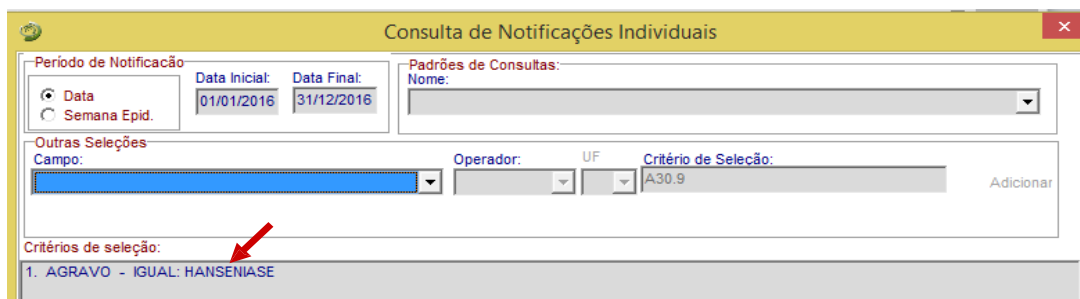 Consulta de Notificações Individuais
Período de Notificacão
Data
Semana Epid.
Data Inicial: Data Final:
01/01/2016 31/12/2016
Padrões de Consultas:
Nome:
Outras Seleções
Campo: Operador: UF Critério de Seleção:
A30.9 Adicionar
Critérios de seleção:
1. AGRAVO - IGUAL: HANSENIASE